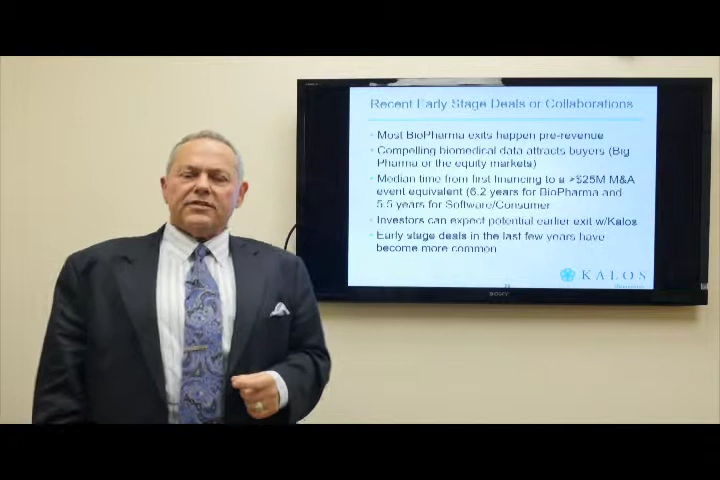 Recent Early Stage Deals or Collaborations
Most BioPharma exits happen pre-revenue
Compelling biomedical data attracts buyers (Big
Pharma or the equity markets)
Median time from first financing to a >$25M M&A
event equivalent (6.2 years for BioPharma and
5.5 years for Software/Consumer
Investors can expect potential earlier exit w/Kalos
Early stage deals in the last few years have
become more common
KALOS
SONY